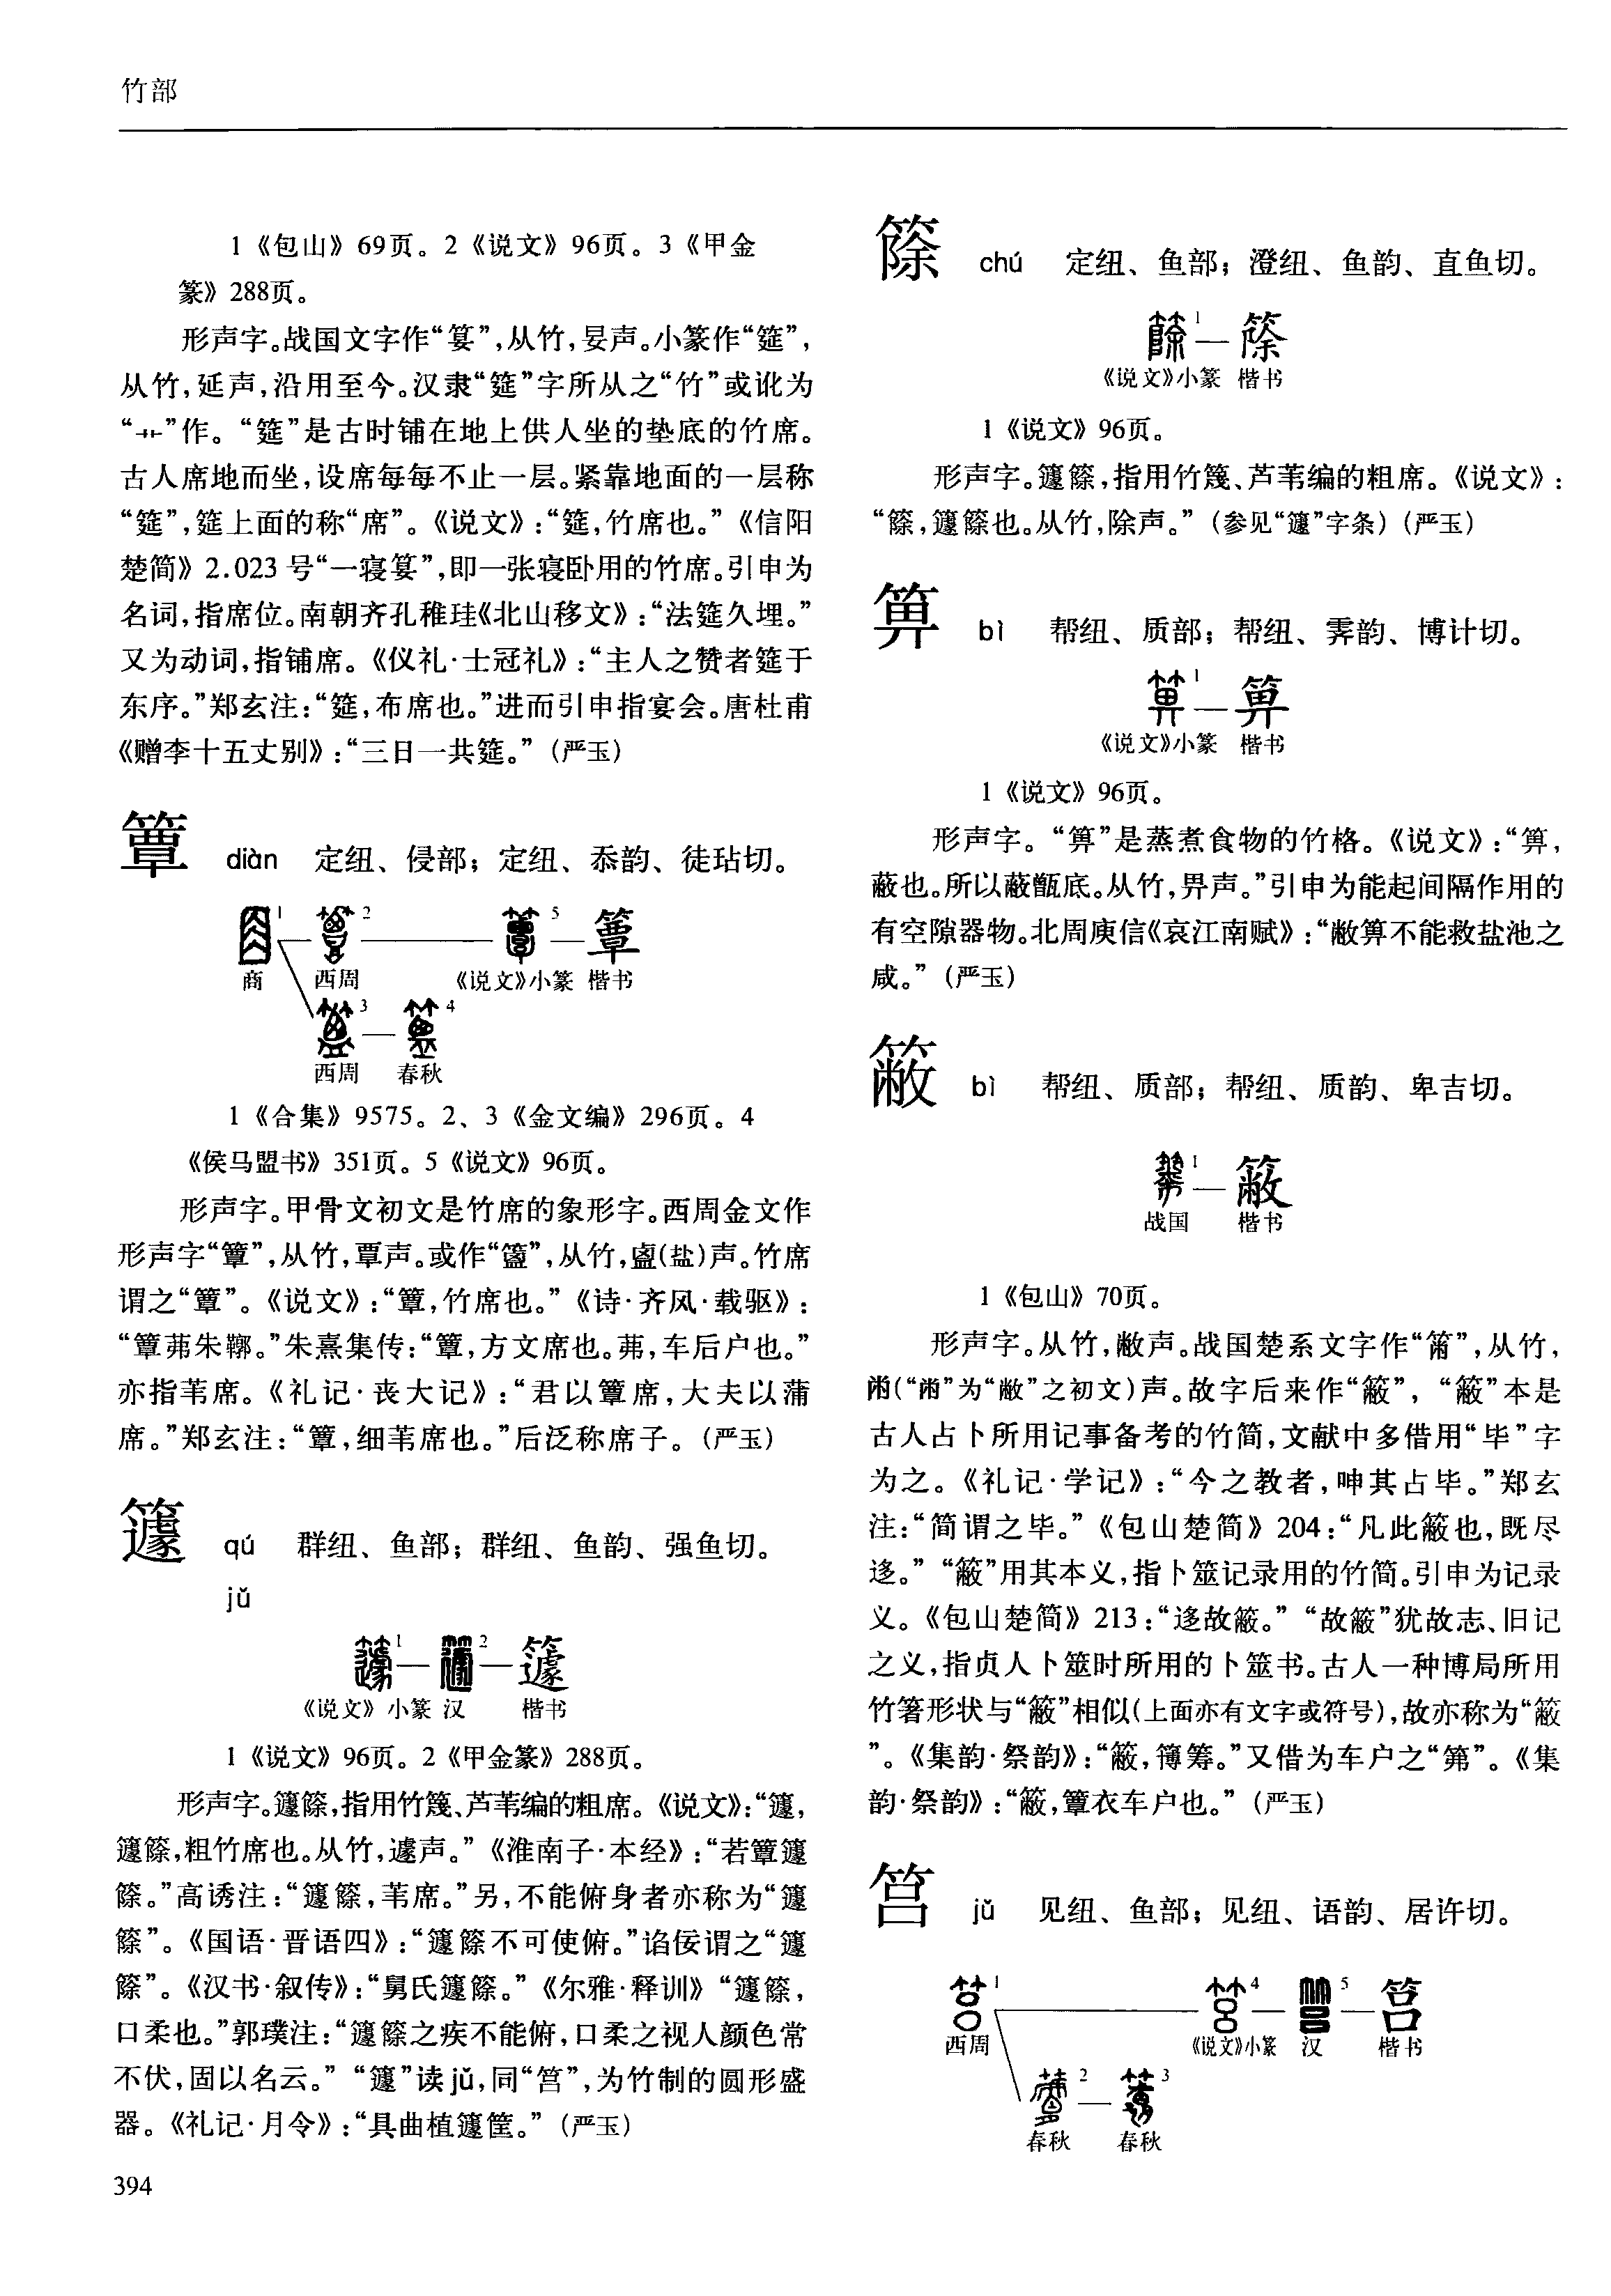 竹部
1《包山》69页。2《说文》96页。3《甲金
篆》288页。
形声字。战国文字作“筵”，从竹，晏声。小篆作“筵”，
从竹，延声，沿用至今。汉隶“筵”字所从之“竹”或讹为
“”作。“筵”是古时铺在地上供人坐的垫底的竹席。
古人席地而坐，设席每每不止一层。紧靠地面的一层称
“筵”，筵上面的称“席”。《说文》：“筵，竹席也。”《信阳
楚简》2.023号“一寝”，即一张寝卧用的竹席。引申为
名词，指席位。南朝齐孔稚珪《北山移文》：“法筵久埋。”
又为动词，指铺席。《仪礼·士冠礼》：“主人之赞者筵于
东序。”郑玄注：“筵，布席也。”进而引申指宴会。唐杜甫
《赠李十五丈别》：“三日一共筵。”（严玉）
簟 diàn 定纽、侵部；定纽、忝韵、徒玷切。
1 2 5 簟
商 西周 《说文》小篆 楷书
3 4
西周 春秋
1《合集》9575。2、3《金文编》296页。4
《侯马盟书》351页。5《说文》96页。
形声字。甲骨文初文是竹席的象形字。西周金文作
形声字“簟”，从竹，覃声。或作“”，从竹，(盐)声。竹席
谓之“簟”。《说文》：“簟，竹席也。”《诗·齐风·载驱》：
“簟茀朱鞹。”朱熹集传：“簟，方文席也。茀，车后户也。”
亦指苇席。《礼记·丧大记》：“君以簟席，大夫以蒲
席。”郑玄注：“簟，细苇席也。”后泛称席子。（严玉）
籧 qú 群纽、鱼部；群纽、鱼韵、强鱼切。
jǔ
1 2 籧
《说文》小篆 汉 楷书
1《说文》96页。2《甲金篆》288页。
形声字。籧篨，指用竹篾、芦苇编的粗席。《说文》：“籧，
籧篨，粗竹席也。从竹，遽声。”《淮南子·本经》：“若簟籧
篨。”高诱注：“籧篨，苇席。”另，不能俯身者亦称为“籧
篨”。《国语·晋语四》：“籧篨不可使俯。”谄佞谓之“籧
篨”。《汉书·叙传》：“舅氏籧篨。”《尔雅·释训》“籧篨，
口柔也。”郭璞注：“籧篨之疾不能俯，口柔之视人颜色常
不伏，固以名云。”“籧”读jǔ，同“筥”，为竹制的圆形盛
器。《礼记·月令》：“具曲植籧筐。”（严玉）
394
篨 chú 定纽、鱼部；澄纽、鱼韵、直鱼切。
1 篨
《说文》小篆 楷书
1《说文》96页。
形声字。籧篨，指用竹篾、芦苇编的粗席。《说文》：
“篨，籧篨也。从竹，除声。”（参见“籧”字条）（严玉）
箅 bì 帮纽、质部；帮纽、霁韵、博计切。
1 箅
《说文》小篆 楷书
1《说文》96页。
形声字。“箅”是蒸煮食物的竹格。《说文》：“箅，
蔽也。所以蔽甑底。从竹，畀声。”引申为能起间隔作用的
有空隙器物。北周庾信《哀江南赋》：“敝箅不能救盐池之
咸。”（严玉）
䉲 bì 帮纽、质部；帮纽、质韵、卑吉切。
1
战国 楷书
1《包山》70页。
形声字。从竹，敝声。战国楚系文字作“”，从竹，
㡀(“㡀”为“敝”之初文)声。故字后来作“”，“”本是
古人占卜所用记事备考的竹简，文献中多借用“毕”字
为之。《礼记·学记》：“今之教者，呻其占毕。”郑玄
注：“简谓之毕。”《包山楚简》204：“凡此也，既尽
迻。”“”用其本义，指卜筮记录用的竹简。引申为记录
义。《包山楚简》213：“迻故。”“故”犹故志、旧记
之义，指贞人卜筮时所用的卜筮书。古人一种博局所用
竹箸形状与“”相似(上面亦有文字或符号)，故亦称为“
”。《集韵·祭韵》：“，簙筹。”又借为车户之“笰”。《集
韵·祭韵》：“，簟衣车户也。”（严玉）
筥 jǔ 见纽、鱼部；见纽、语韵、居许切。
1 4 5 筥
西周 《说文》小篆 汉 楷书
2 3
春秋 春秋